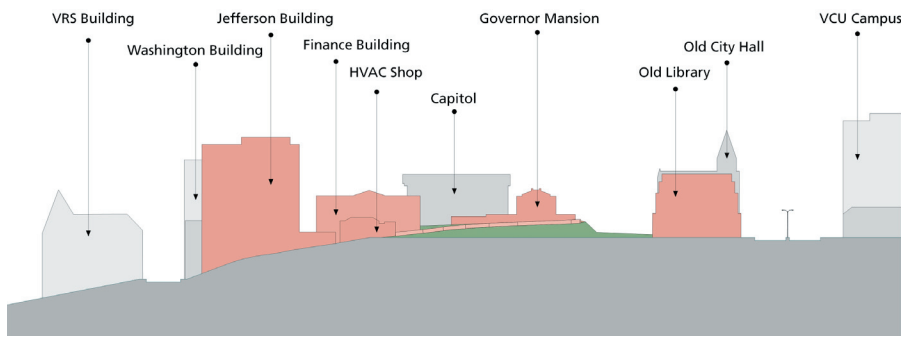 VRS Building
Jefferson Building
Governor Mansion
VCU Campus
Washington Building
Finance Building
Old City Hall
HVAC Shop
Old Library
Capitol